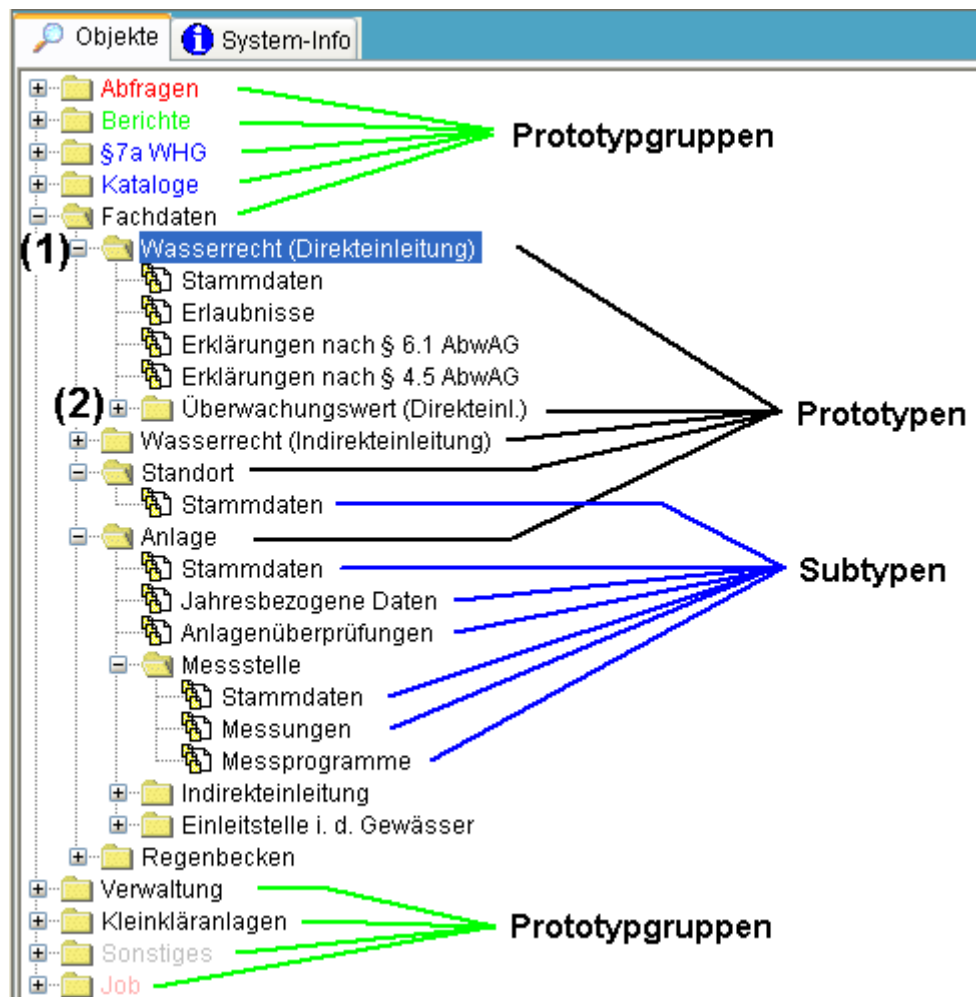 Objekte
System-Info
Abfragen
Berichte
§7a WHG
Kataloge
Prototypgruppen
Fachdaten
(1) Wasserrecht (Direkteinleitung)
Stammdaten
Erlaubnisse
Erklärungen nach § 6.1 AbwAG
Erklärungen nach § 4.5 AbwAG
(2) Überwachungswert (Direkteinl.)
Prototypen
Wasserrecht (Indirekteinleitung)
Standort
Stammdaten
Anlage
Stammdaten
Subtypen
Jahresbezogene Daten
Anlagenüberprüfungen
Messstelle
Stammdaten
Messungen
Messprogramme
Indirekteinleitung
Einleitstelle i. d. Gewässer
Regenbecken
Verwaltung
Kleinkläranlagen
Prototypgruppen
Sonstiges
Job